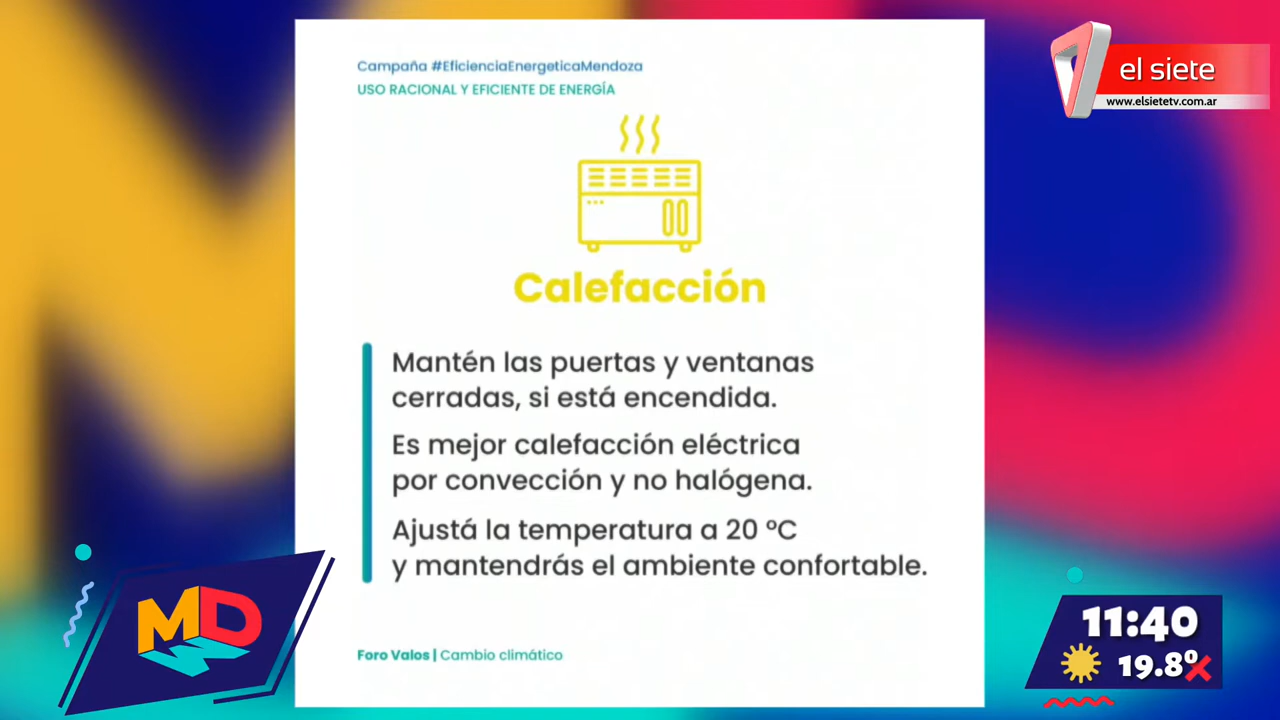 Campaña #EficienciaEnergeticaMendoza
USO RACIONAL Y EFICIENTE DE ENERGÍA
7 el siete
www.elsietetv.com.ar
Calefacción
Mantén las puertas y ventanas
cerradas, si está encendida.
Es mejor calefacción eléctrica
por convección y no halógena.
Ajustá la temperatura a 20 ºC
y mantendrás el ambiente confortable.
Foro Valos | Cambio climático
MD
11:40
19.8º